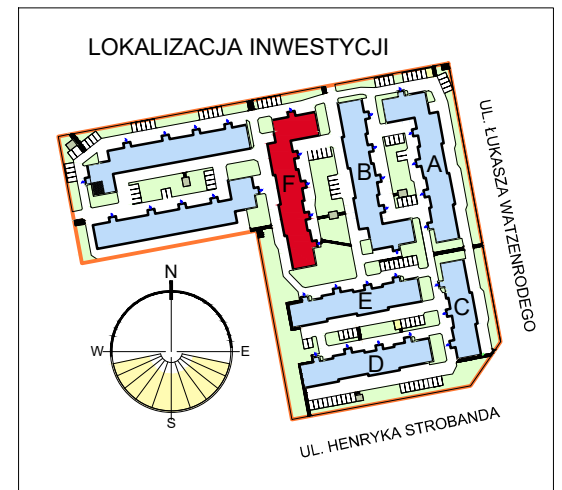 LOKALIZACJA INWESTYCJI
F
B
A
UL. ŁUKASZA WATZENRODEGO
N
W
E
S
E
C
D
UL. HENRYKA STROBANDA